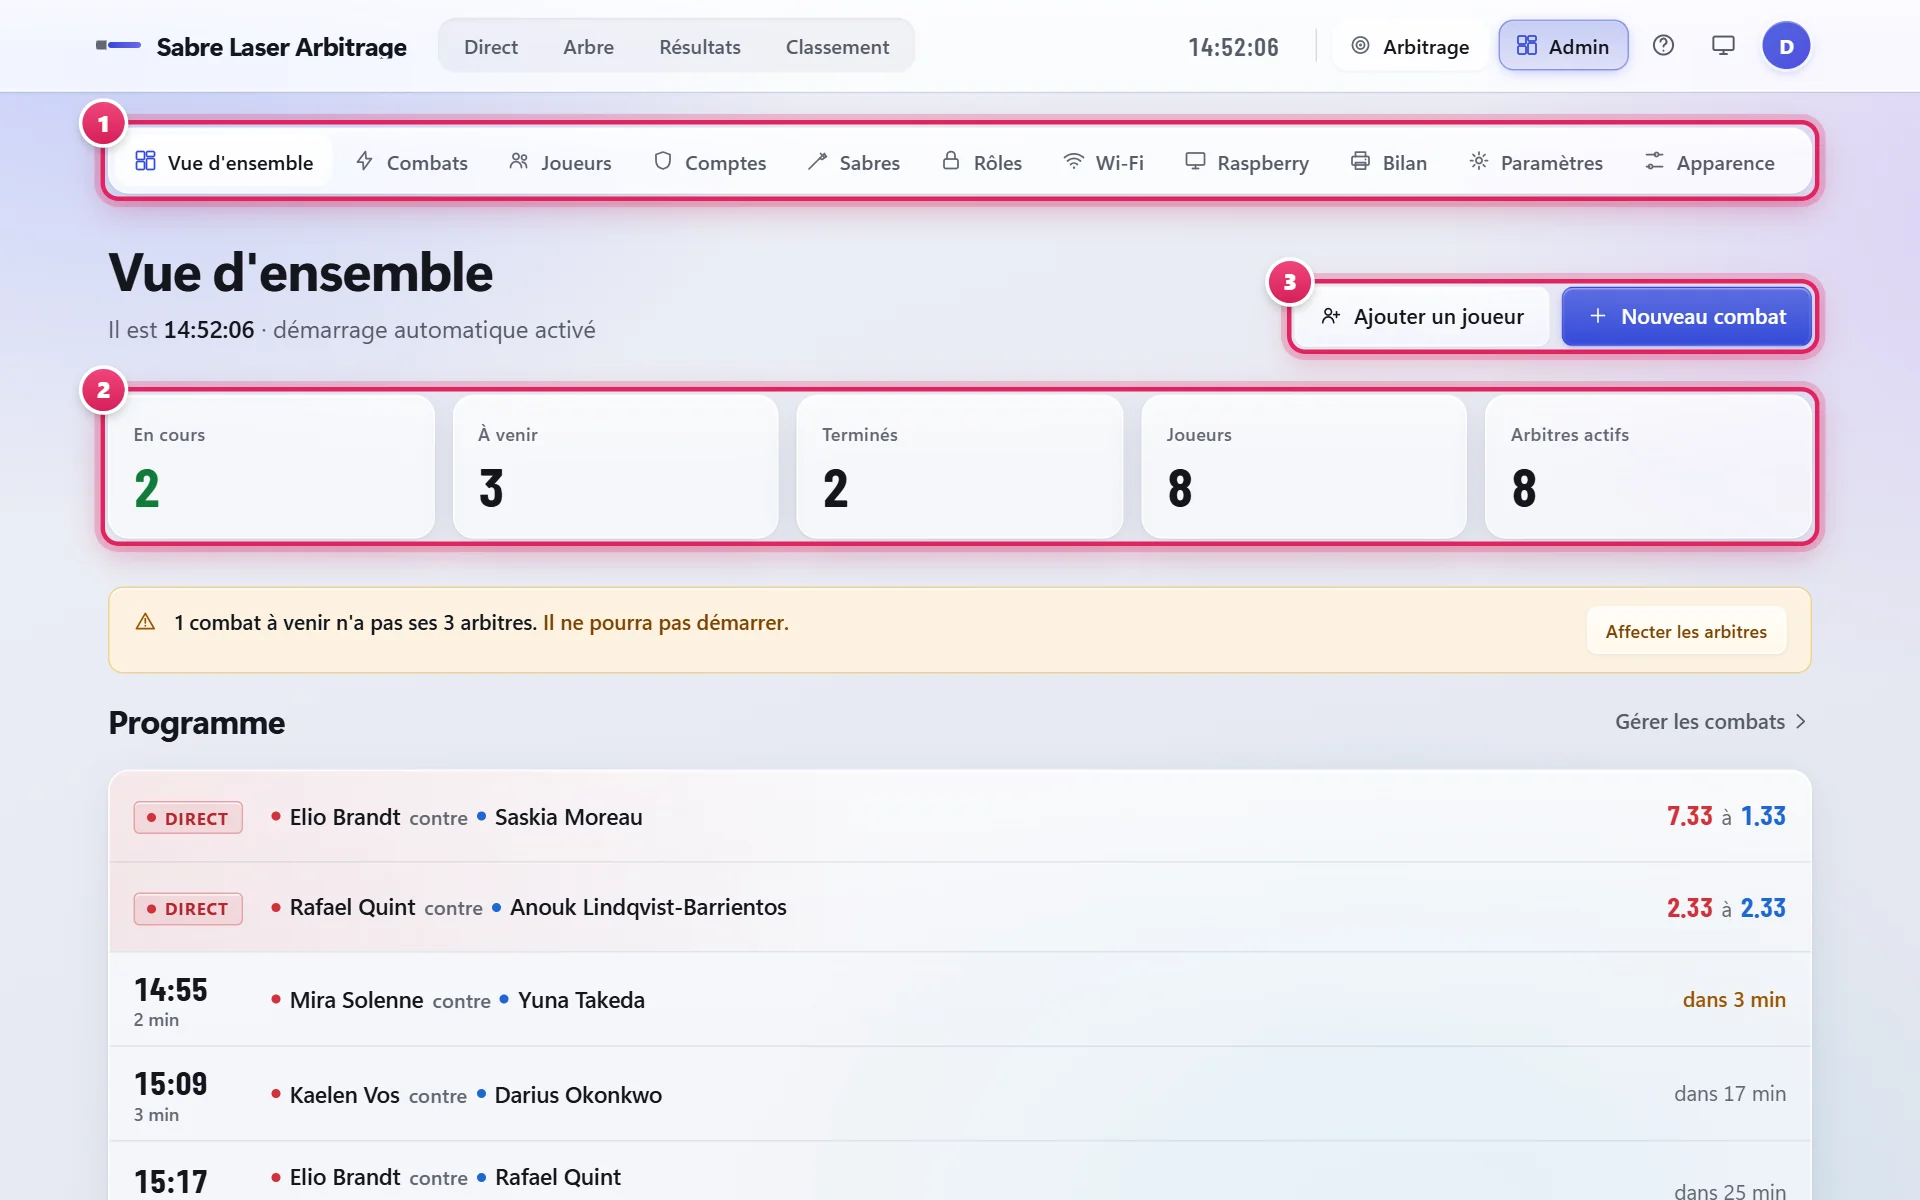 Sabre Laser Arbitrage
Direct
Arbre
Résultats
Classement
14:52:06
Arbitrage
Admin
D
1
Vue d'ensemble
Combats
Joueurs
Comptes
Sabres
Rôles
Wi-Fi
Raspberry
Bilan
Paramètres
Apparence
Vue d'ensemble
Il est 14:52:06 · démarrage automatique activé
3
Ajouter un joueur
+ Nouveau combat
2
En cours
2
À venir
3
Terminés
2
Joueurs
8
Arbitres actifs
8
1 combat à venir n'a pas ses 3 arbitres. Il ne pourra pas démarrer.
Affecter les arbitres
Programme
Gérer les combats
DIRECT
Elio Brandt contre Saskia Moreau
7.33 à 1.33
DIRECT
Rafael Quint contre Anouk Lindqvist-Barrientos
2.33 à 2.33
14:55
2 min
Mira Solenne contre Yuna Takeda
dans 3 min
15:09
3 min
Kaelen Vos contre Darius Okonkwo
dans 17 min
15:17
Elio Brandt contre Rafael Quint
dans 25 min